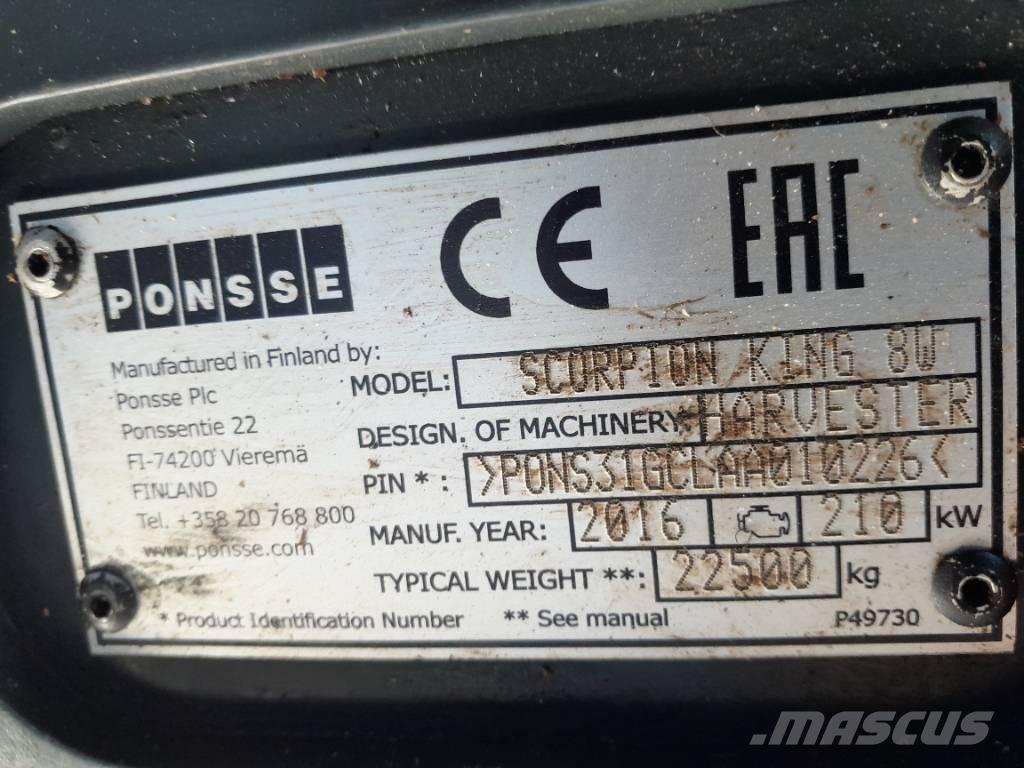 PONSSE
CE EAC
Manufactured in Finland by:
Ponsse Plc
Ponssentie 22
FI-74200 Vieremä
FINLAND
Tel. +358 20 768 800
www.ponsse.com
MODEL: SCORPION KING 8W
DESIGN. OF MACHINERY: HARVESTER
PIN * : >PONS31GCLAA010226<
MANUF. YEAR: 2016 210 kW
TYPICAL WEIGHT **: 22500 kg
* Product Identification Number ** See manual P49730
MASCUS